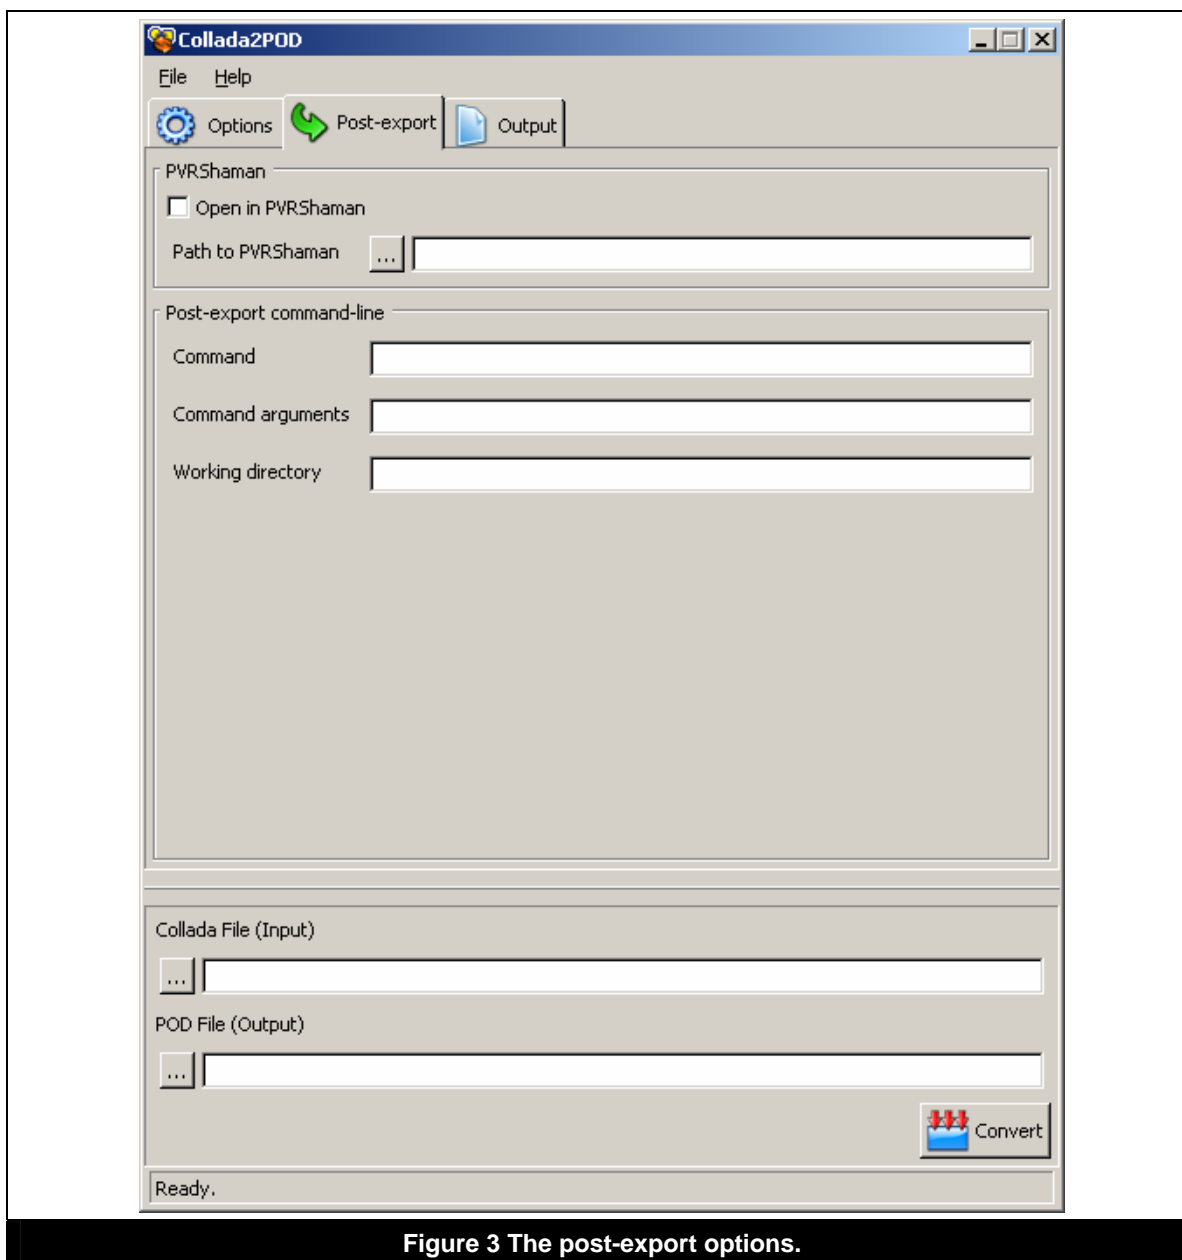 Collada2POD
File Help
Options Post-export Output
PVRShaman
Open in PVRShaman
Path to PVRShaman ...
Post-export command-line
Command
Command arguments
Working directory
Collada File (Input)
...
POD File (Output)
...
Convert
Ready.
Figure 3 The post-export options.